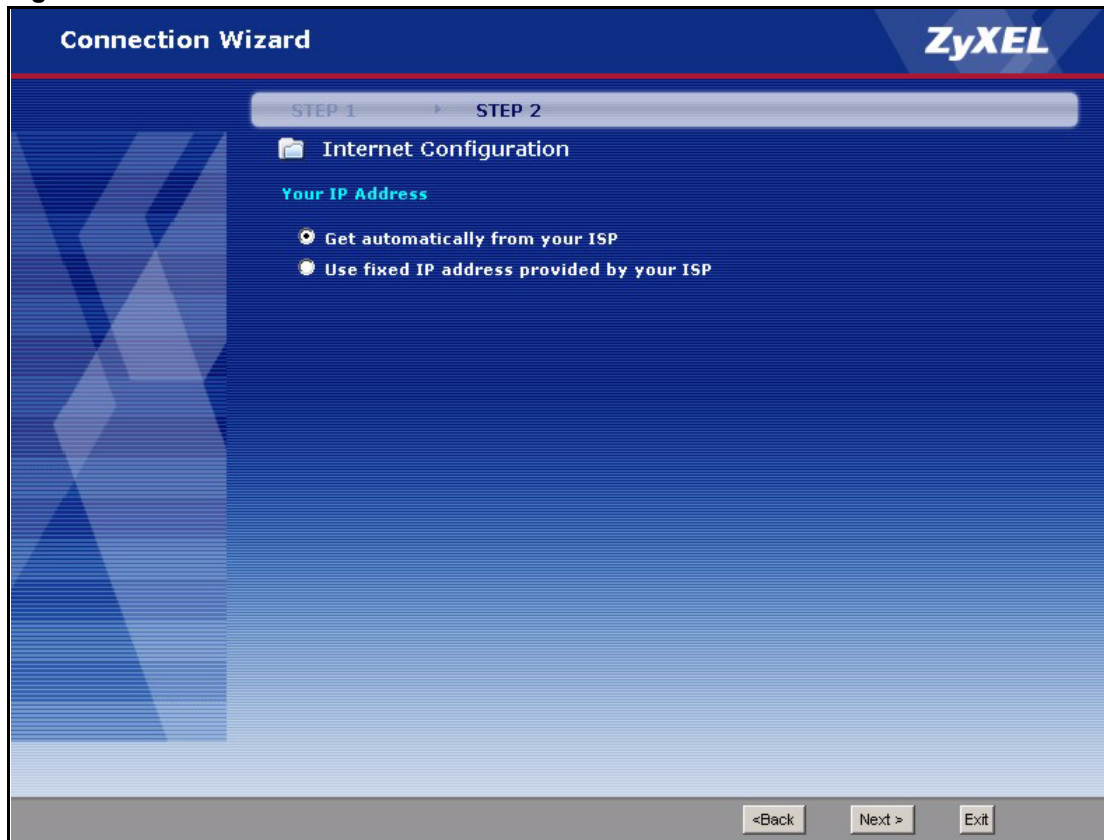 Connection Wizard
ZyXEL
STEP 1 STEP 2
Internet Configuration
Your IP Address
Get automatically from your ISP
Use fixed IP address provided by your ISP
<Back Next > Exit